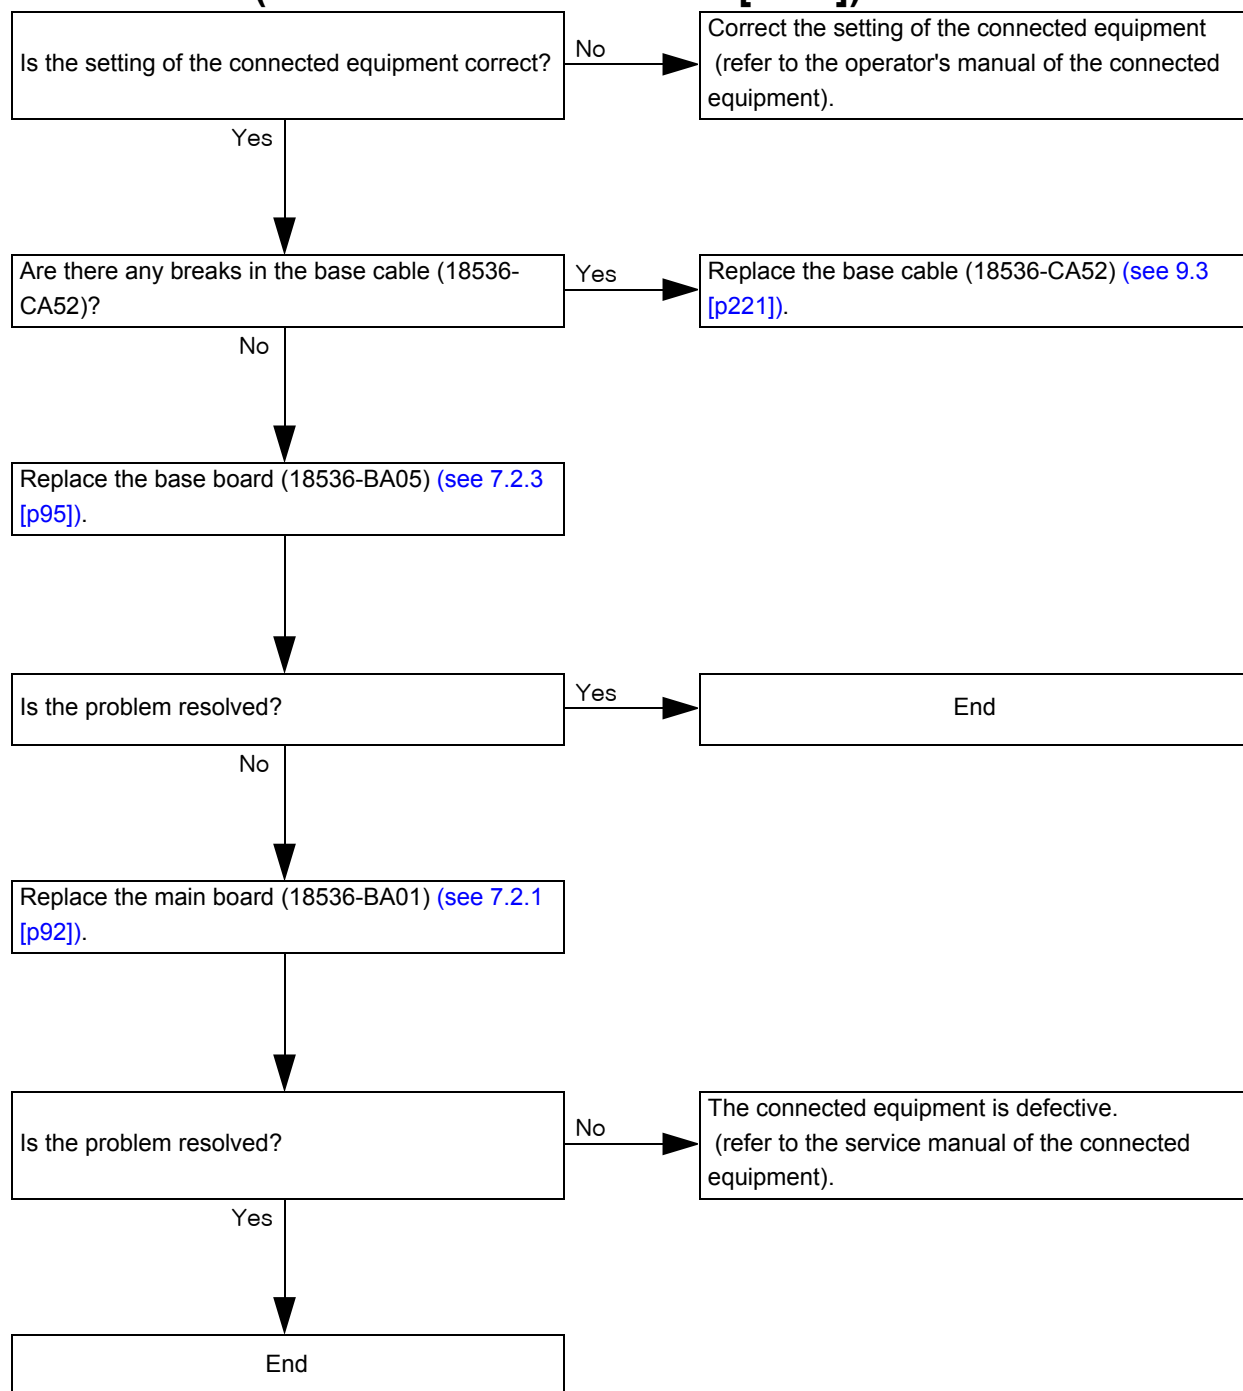 Is the setting of the connected equipment correct?
No
Correct the setting of the connected equipment
(refer to the operator's manual of the connected
equipment).
Yes
Are there any breaks in the base cable (18536-
CA52)?
Yes
Replace the base cable (18536-CA52) (see 9.3
[p221]).
No
Replace the base board (18536-BA05) (see 7.2.3
[p95]).
Is the problem resolved?
Yes
End
No
Replace the main board (18536-BA01) (see 7.2.1
[p92]).
Is the problem resolved?
No
The connected equipment is defective.
(refer to the service manual of the connected
equipment).
Yes
End